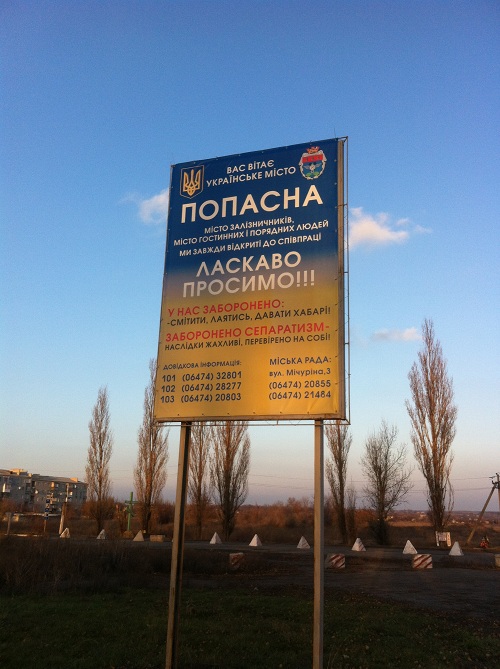 ВАС ВІТАЄ
УКРАЇНСЬКЕ МІСТО
ПОПАСНА
МІСТО ЗАЛІЗНИЧНИКІВ,
МІСТО ГОСТИННИХ І ПОРЯДНИХ ЛЮДЕЙ
МИ ЗАВЖДИ ВІДКРИТІ ДО СПІВПРАЦІ
ЛАСКАВО
ПРОСИМО!!!
У НАС ЗАБОРОНЕНО:
-СМІТИТИ, ЛАЯТИСЬ, ДАВАТИ ХАБАРІ!
ЗАБОРОНЕНО СЕПАРАТИЗМ-
НАСЛІДКИ ЖАХЛИВІ, ПЕРЕВІРЕНО НА СОБІ!
ДОВІДКОВА ІНФОРМАЦІЯ:
101 (06474) 32801
102 (06474) 28277
103 (06474) 20803
МІСЬКА РАДА:
вул. Мічуріна,3
(06474) 20855
(06474) 21484